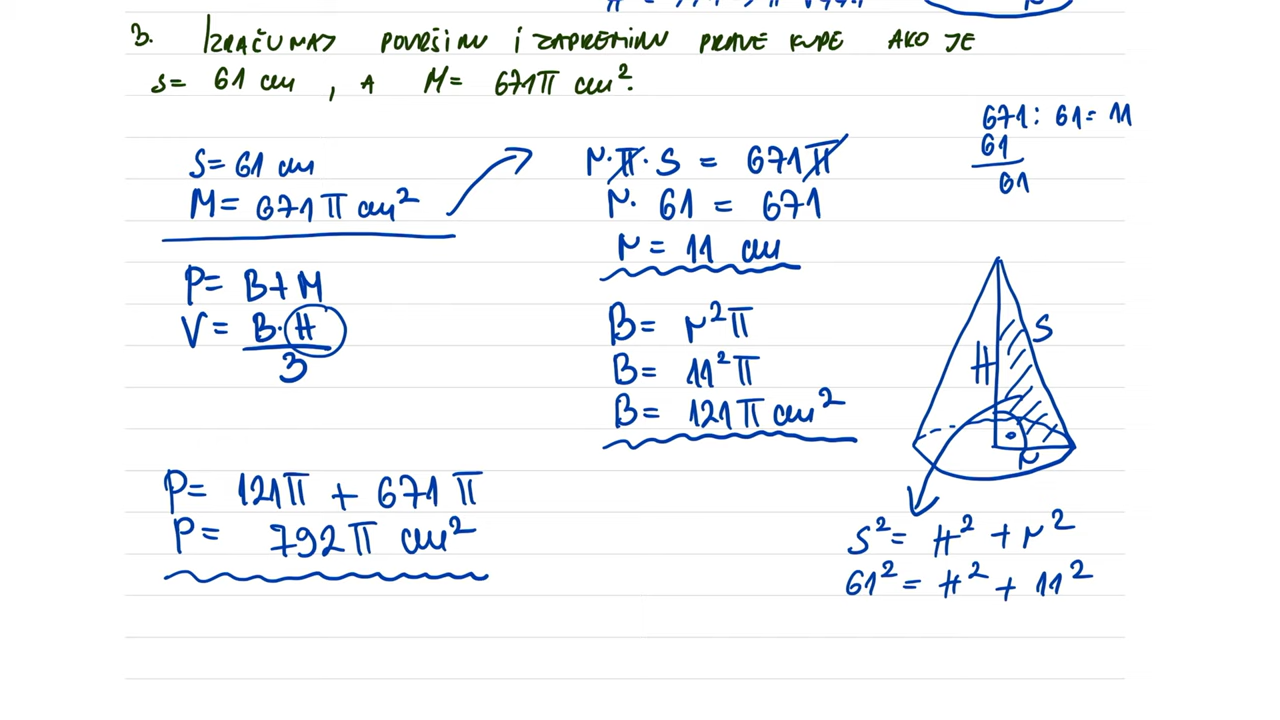 3. IZRAČUNAJ POVRŠINU I ZAPREMINU PRAVE KUPE AKO JE
s= 61 cm , A M= 671π cm².
671 : 61= 11
61
61
S= 61 cm
M= 671π cm²
P= B+M
V= B·H
3
r·π·S = 671π
r· 61 = 671
r= 11 cm
B= r²π
B= 11²π
B= 121π cm²
H
S
r
P= 121π + 671π
P= 792π cm²
S²= H² + r²
61² = H² + 11²